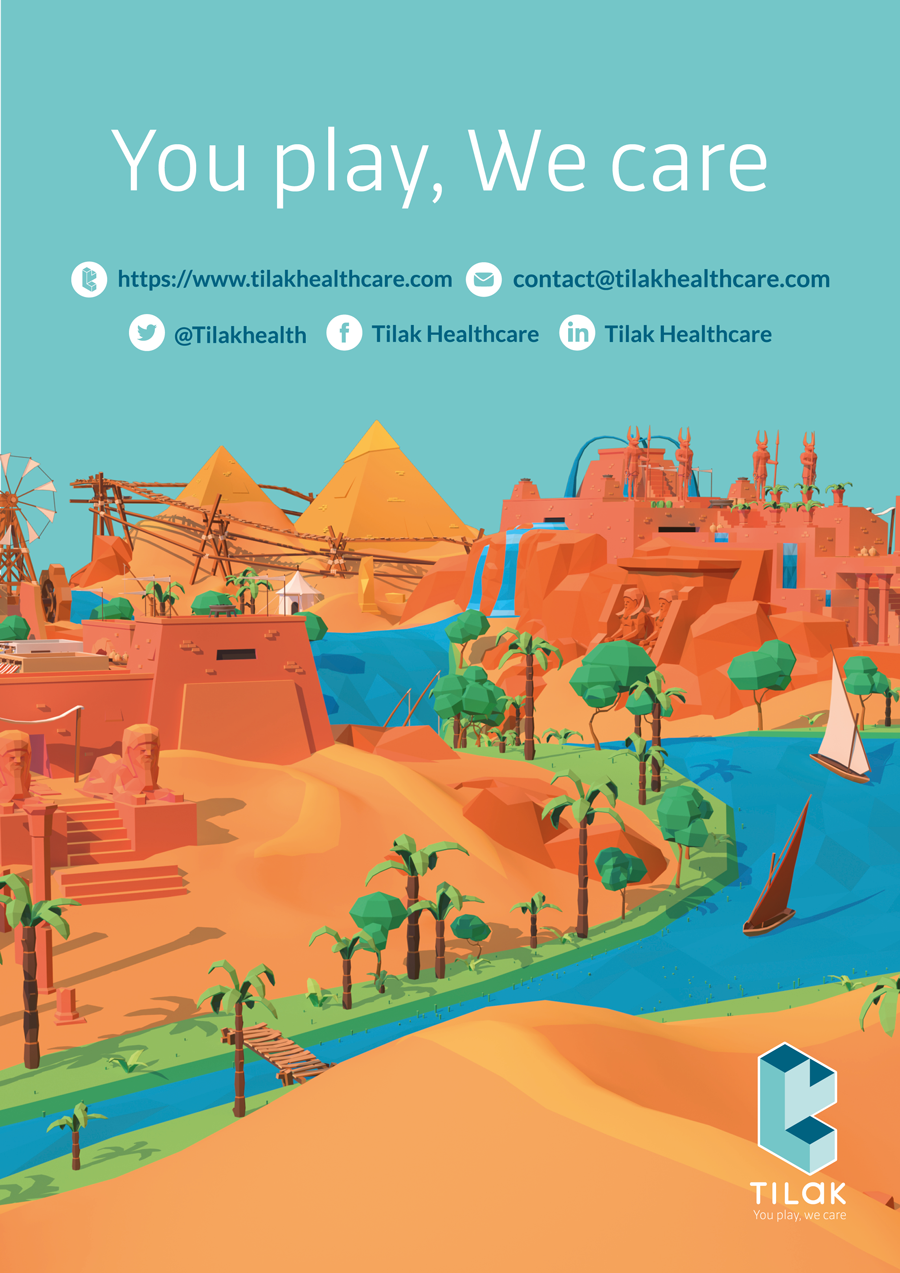 You play, We care
https://www.tilakhealthcare.com contact@tilakhealthcare.com
@Tilakhealth Tilak Healthcare Tilak Healthcare
TILAK
You play, we care